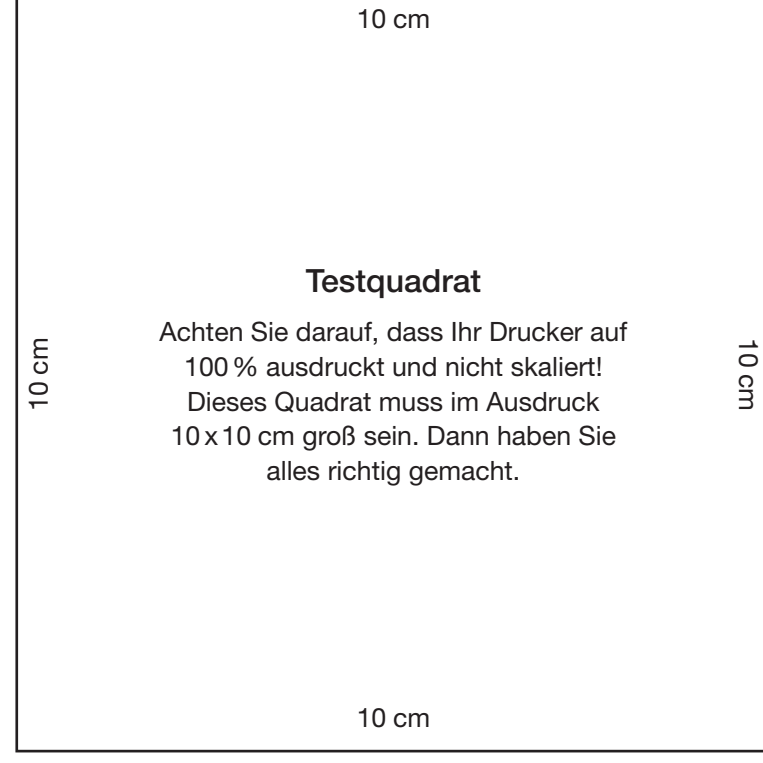 10 cm
Testquadrat
Achten Sie darauf, dass Ihr Drucker auf
100 % ausdruckt und nicht skaliert!
Dieses Quadrat muss im Ausdruck
10 x 10 cm groß sein. Dann haben Sie
alles richtig gemacht.
10 cm
10 cm
10 cm